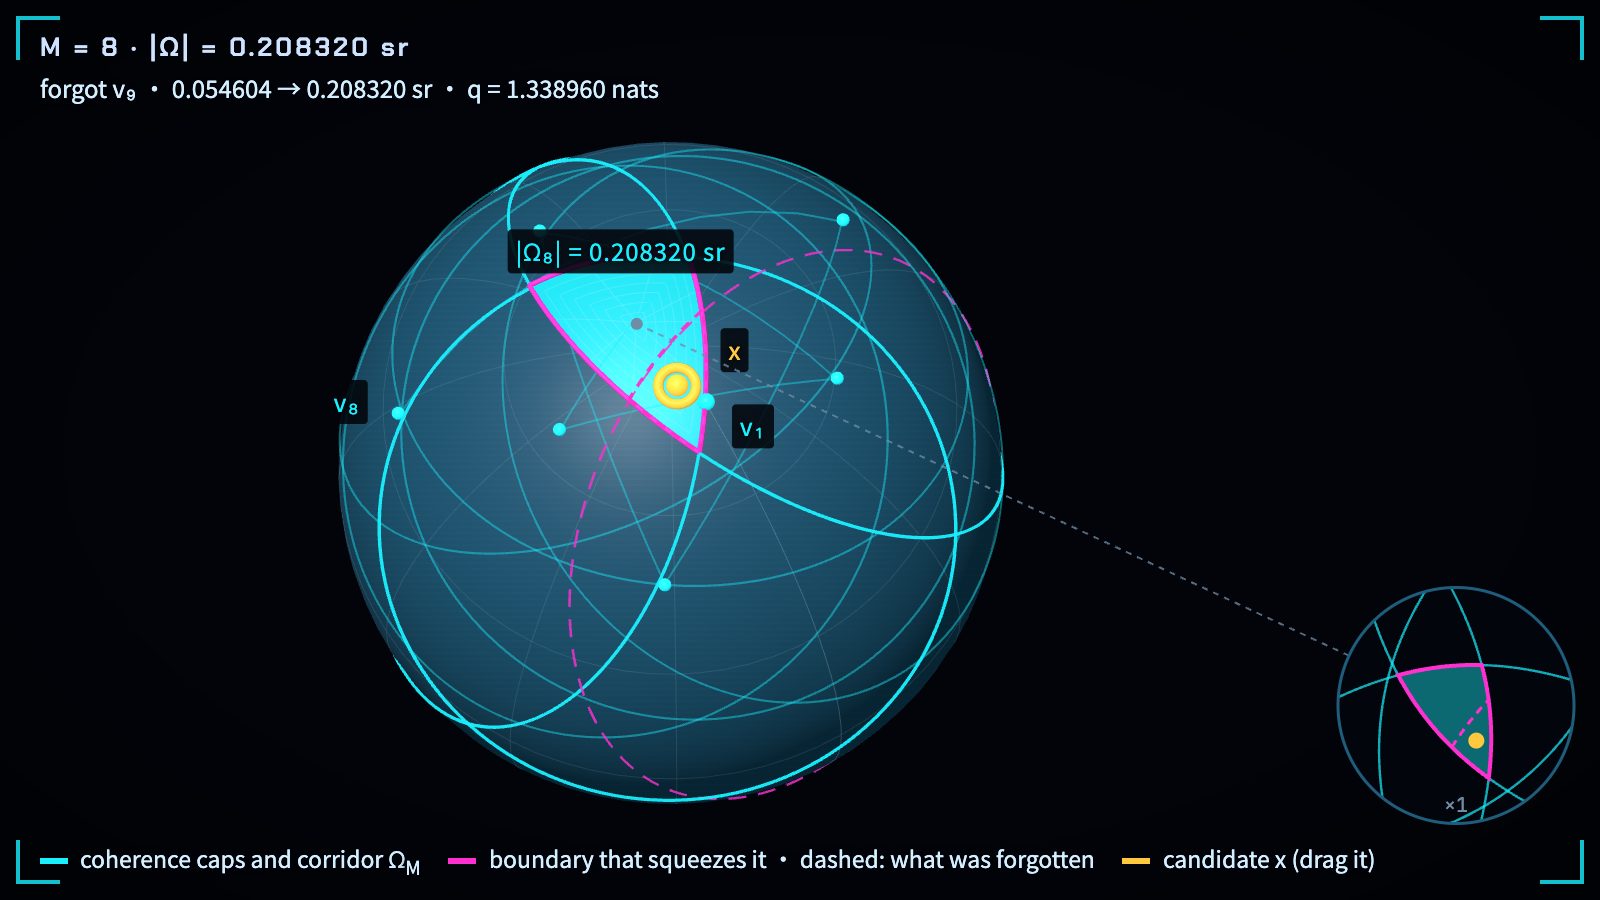 M = 8 · |Ω| = 0.208320 sr
forgot v₉ • 0.054604 → 0.208320 sr • q = 1.338960 nats
|Ω₈| = 0.208320 sr
x
v₈
v₁
×1
coherence caps and corridor Ω_M
boundary that squeezes it • dashed: what was forgotten
candidate x (drag it)